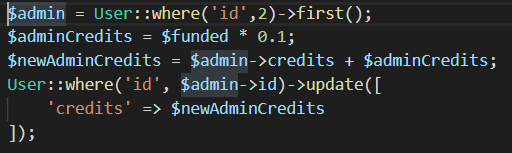 $admin = User::where('id',2)->first();
$adminCredits = $funded * 0.1;
$newAdminCredits = $admin->credits + $adminCredits;
User::where('id', $admin->id)->update([
    'credits' => $newAdminCredits
]);